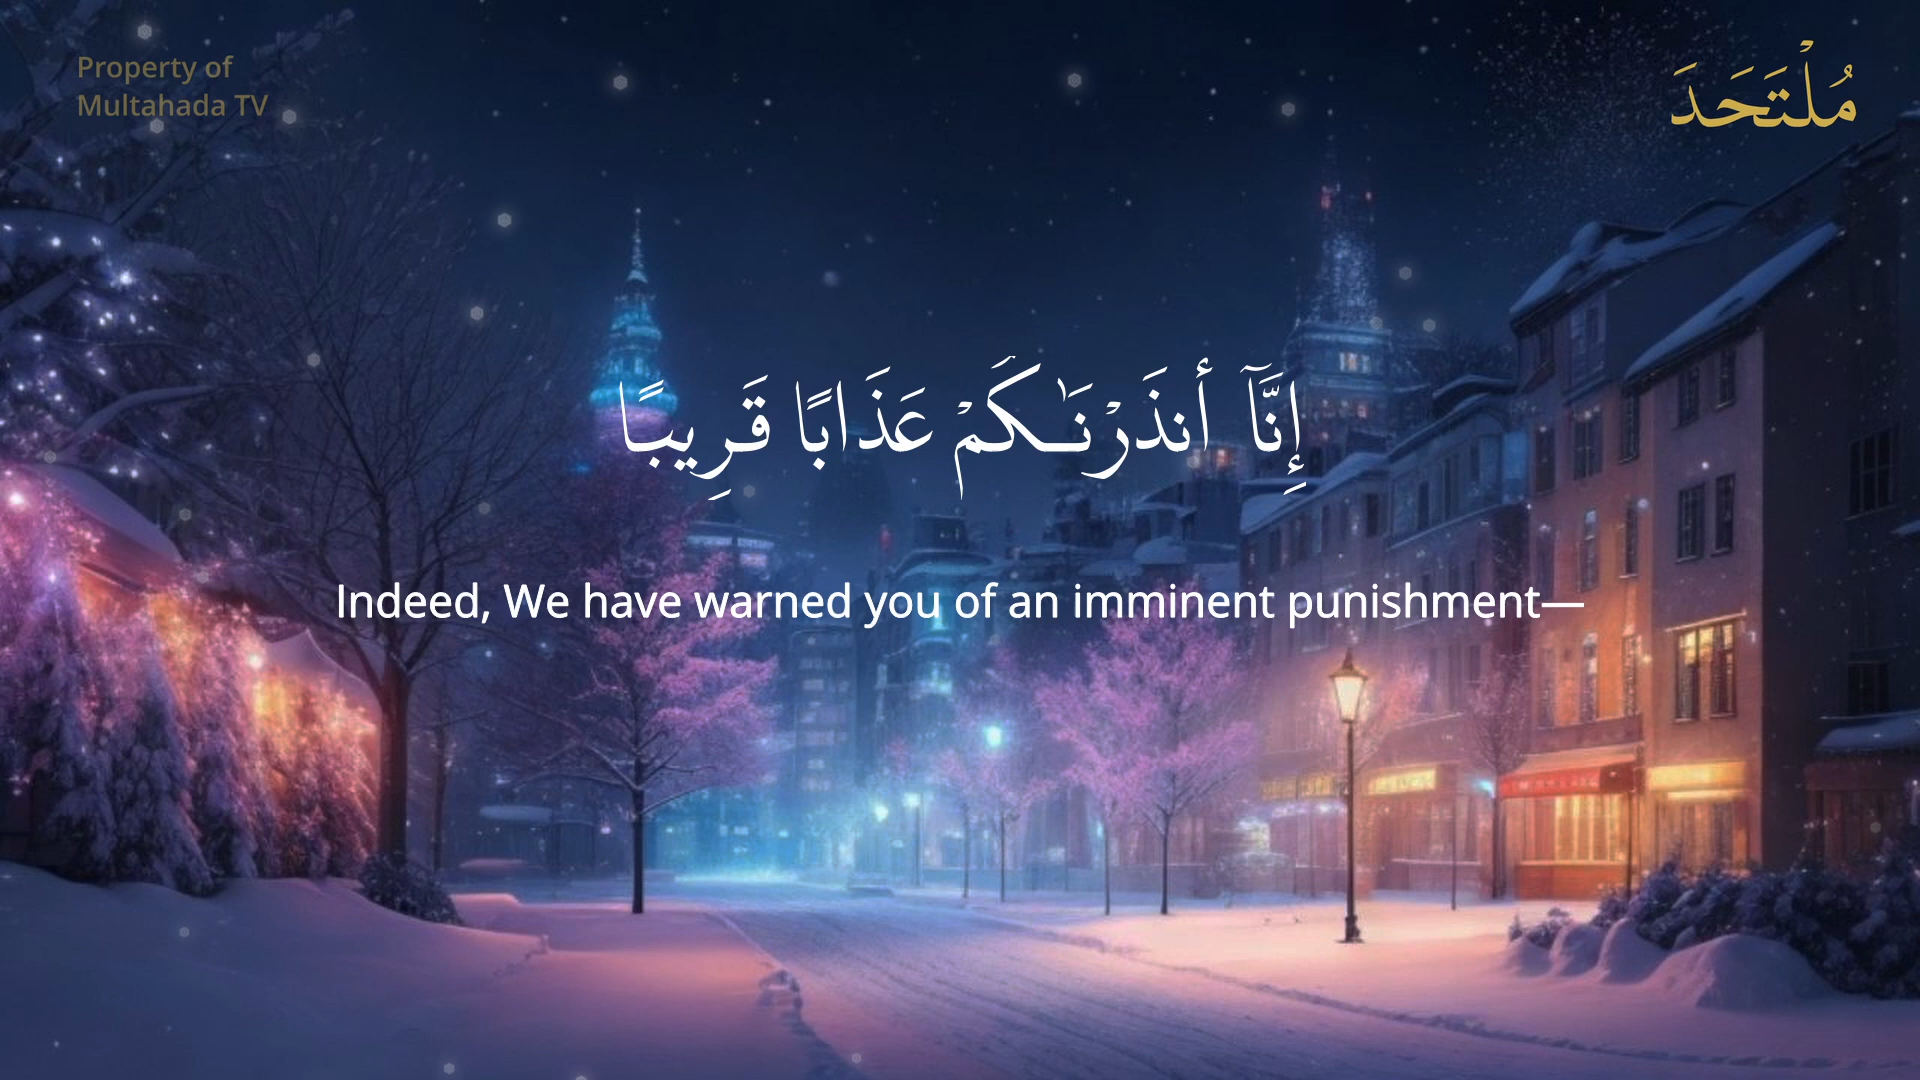 Property of
Multahada TV
مُلْتَحَدَ
إِنَّآ أَنذَرْنَـٰكُمْ عَذَابًا قَرِيبًا
Indeed, We have warned you of an imminent punishment—